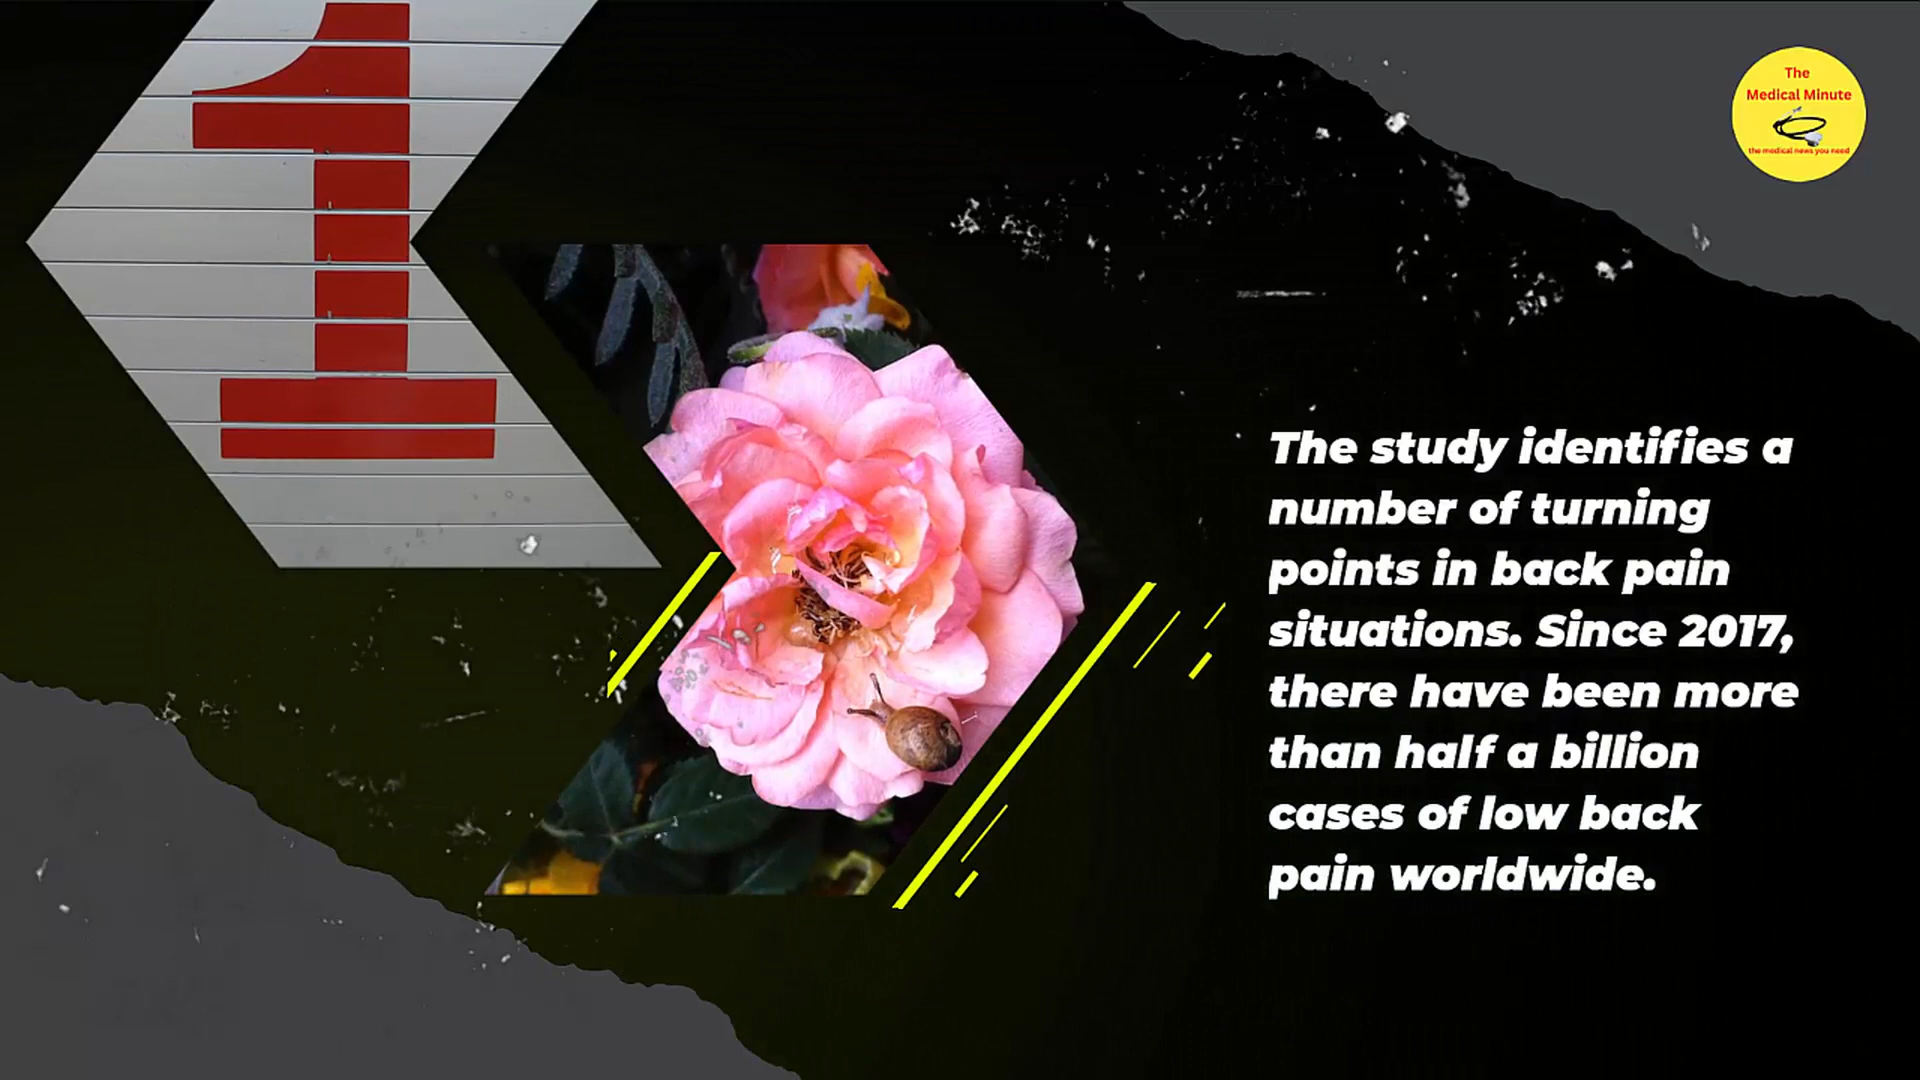 1
The
Medical Minute
the medical news you need
The study identifies a
number of turning
points in back pain
situations. Since 2017,
there have been more
than half a billion
cases of low back
pain worldwide.